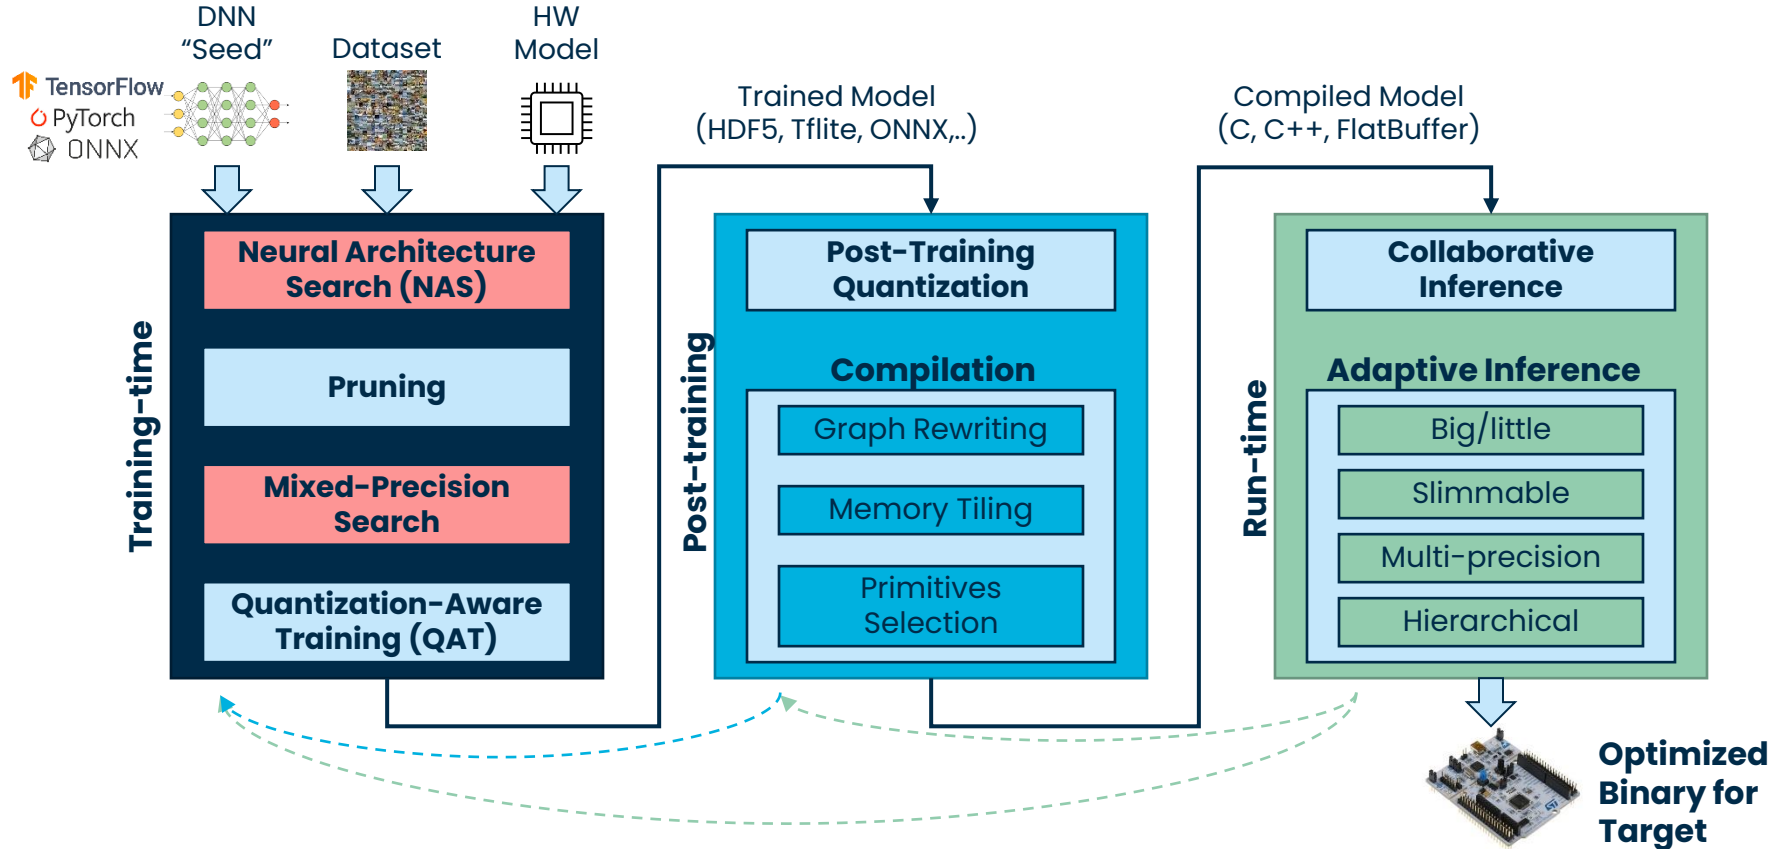 DNN
“Seed”
Dataset
HW
Model
TensorFlow
PyTorch
ONNX
Trained Model
(HDF5, Tflite, ONNX,..)
Compiled Model
(C, C++, FlatBuffer)
Training-time
Neural Architecture
Search (NAS)
Pruning
Mixed-Precision
Search
Quantization-Aware
Training (QAT)
Post-training
Post-Training
Quantization
Compilation
Graph Rewriting
Memory Tiling
Primitives
Selection
Run-time
Collaborative
Inference
Adaptive Inference
Big/little
Slimmable
Multi-precision
Hierarchical
Optimized
Binary for
Target